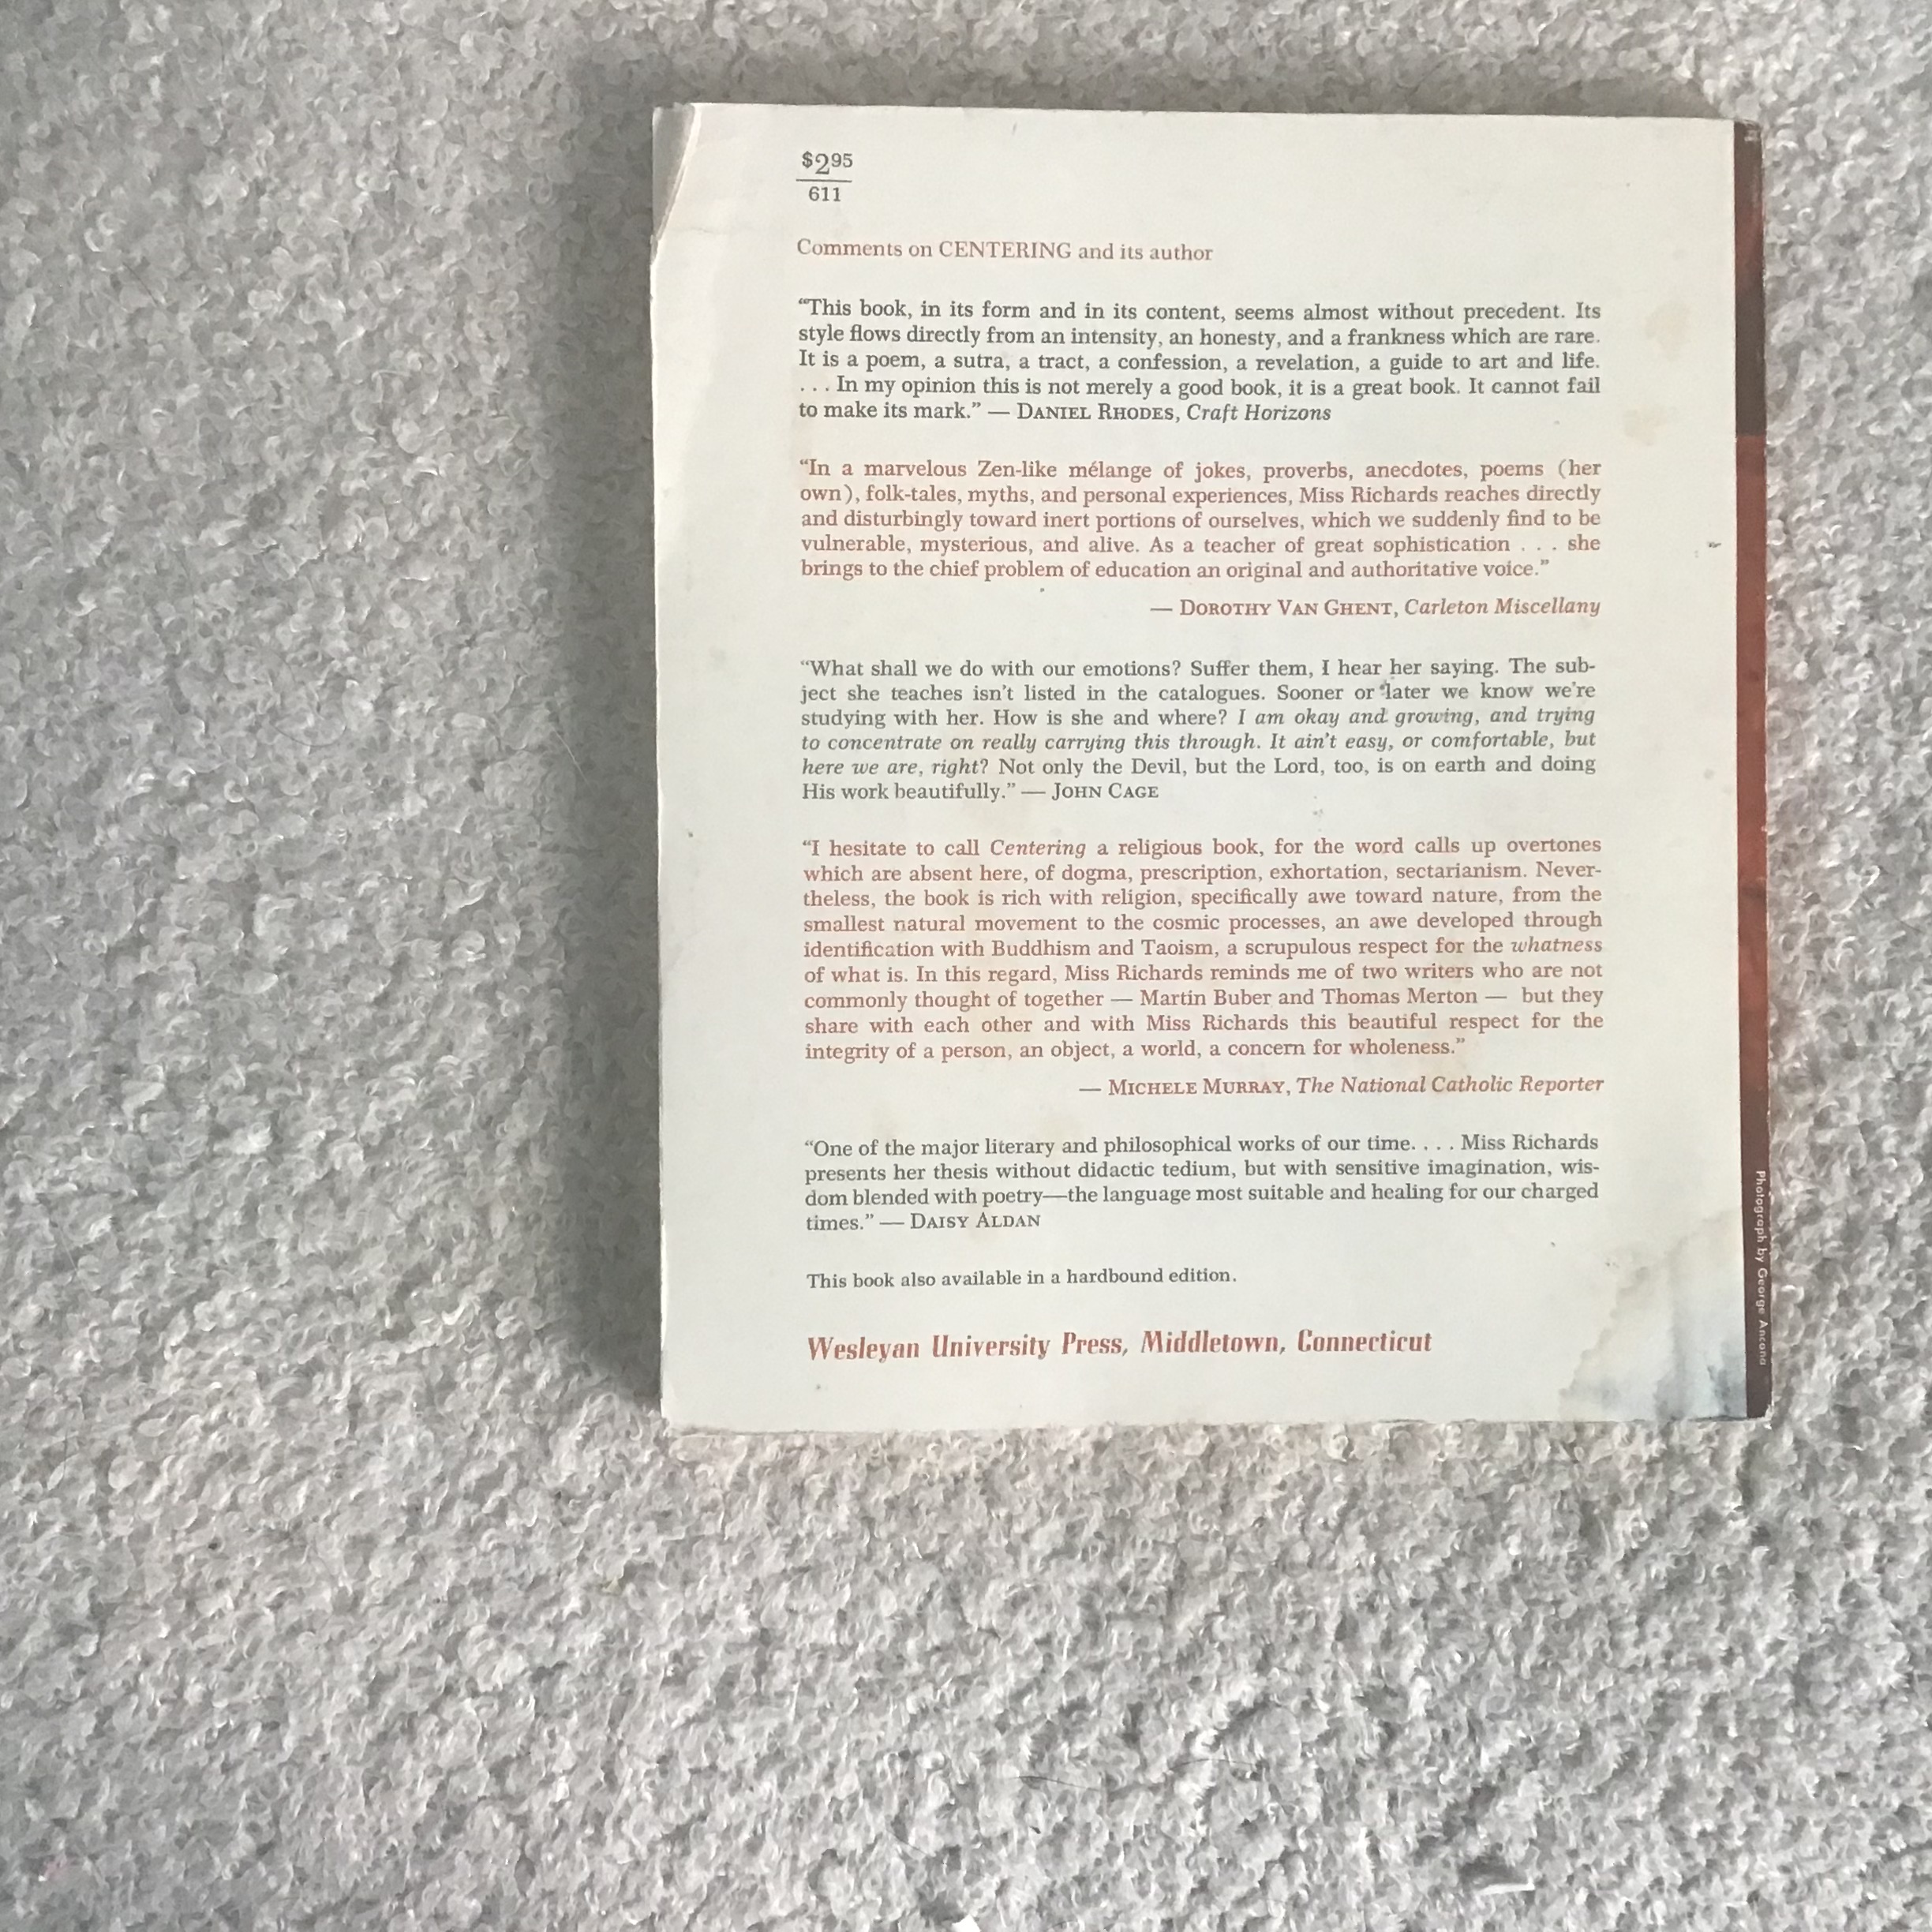 $2.95
611
Comments on CENTERING and its author
“This book, in its form and in its content, seems almost without precedent. Its
style flows directly from an intensity, an honesty, and a frankness which are rare.
It is a poem, a sutra, a tract, a confession, a revelation, a guide to art and life.
. . . In my opinion this is not merely a good book, it is a great book. It cannot fail
to make its mark.” — DANIEL RHODES, Craft Horizons
“In a marvelous Zen-like mélange of jokes, proverbs, anecdotes, poems (her
own), folk-tales, myths, and personal experiences, Miss Richards reaches directly
and disturbingly toward inert portions of ourselves, which we suddenly find to be
vulnerable, mysterious, and alive. As a teacher of great sophistication . . . she
brings to the chief problem of education an original and authoritative voice.”
— DOROTHY VAN GHENT, Carleton Miscellany
“What shall we do with our emotions? Suffer them, I hear her saying. The sub-
ject she teaches isn’t listed in the catalogues. Sooner or later we know we’re
studying with her. How is she and where? I am okay and growing, and trying
to concentrate on really carrying this through. It ain’t easy, or comfortable, but
here we are, right? Not only the Devil, but the Lord, too, is on earth and doing
His work beautifully.” — JOHN CAGE
“I hesitate to call Centering a religious book, for the word calls up overtones
which are absent here, of dogma, prescription, exhortation, sectarianism. Never-
theless, the book is rich with religion, specifically awe toward nature, from the
smallest natural movement to the cosmic processes, an awe developed through
identification with Buddhism and Taoism, a scrupulous respect for the whatness
of what is. In this regard, Miss Richards reminds me of two writers who are not
commonly thought of together — Martin Buber and Thomas Merton — but they
share with each other and with Miss Richards this beautiful respect for the
integrity of a person, an object, a world, a concern for wholeness.”
— MICHELE MURRAY, The National Catholic Reporter
“One of the major literary and philosophical works of our time. . . . Miss Richards
presents her thesis without didactic tedium, but with sensitive imagination, wis-
dom blended with poetry—the language most suitable and healing for our charged
times.” — DAISY ALDAN
This book also available in a hardbound edition.
Wesleyan University Press, Middletown, Connecticut
Photograph by George Ancona